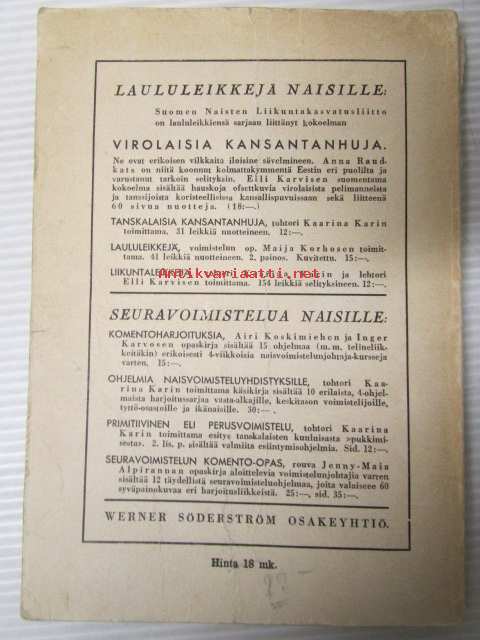 LAULULEIKKEJÄ NAISILLE:
Suomen Naisten Liikuntakasvatusliitto
on laululeikkiensä sarjaan liittänyt kokoelman
VIROLAISIA KANSANTANHUJA.
Ne ovat erikoisen vilkkaita iloisine sävelmineen. Anna Raud-
kats on niitä koonnut kolmattakymmentä Eestin eri puolilta ja
varustanut tarkoin selityksin. Elli Karvisen suomentama
kokoelma sisältää hauskoja ofsettkuvia virolaisista pelimanneista
ja tanssijoista koristeellisissa kansallispuvuissaan sekä liitteenä
60 sivua nuotteja. (18:—.)
TANSKALAISIA KANSANTANHUJA, tohtori Kaarina Karin
toimittama. 31 leikkiä nuotteineen. 12:—.
LAULULEIKKEJÄ, voimistelun op. Maija Korhosen toimit-
tama. 41 leikkiä nuotteineen. 2. painos. Kuvitettu. 15:—.
LIIKUNTALEIKKEJÄ, ja lehtori
Elli Karvisen toimittama. 154 leikkiä selityksineen. 12:—.
antikvariaatti.net
SEURAVOIMISTELUA NAISILLE:
KOMENTOHARJOITUKSIA, Airi Koskimiehen ja Inger
Karvosen opaskirja sisältää 15 ohjelmaa (m. m. telineliik-
keitäkin) erikoisesti 4-viikkoisia naisvoimistelunjohtaja-kursseja
varten. 15:—.
OHJELMIA NAISVOIMISTELUYHDISTYKSILLE, tohtori Kaa-
rina Karin toimittama käsikirja sisältää 10 erilaista, 4-ohjel-
maista harjoitussarjaa vasta-alkajille, keskitason voimistelijoille,
tyttö-osastoille ja ikänaisille. 30:—.
PRIMITIIVINEN ELI PERUSVOIMISTELU, tohtori Kaarina
Karin toimittama esitys tanskalaisten kuuluisasta »pukkimi-
sesta». 2. lis. p. sisältää valmiita esiintymisohjelmia. Sid. 12:—.
SEURAVOIMISTELUN KOMENTO-OPAS, rouva Jenny-Maia
Alpirannan opaskirja aloittelevia voimistelunjohtajia varten
sisältää 12 täydellistä seuravoimisteluohjelmaa, joita valaisee 60
syväpainokuvaa eri harjoitusliikkeistä. 25:—, sid. 35:—.
WERNER SÖDERSTRÖM OSAKEYHTIÖ.
Hinta 18 mk.